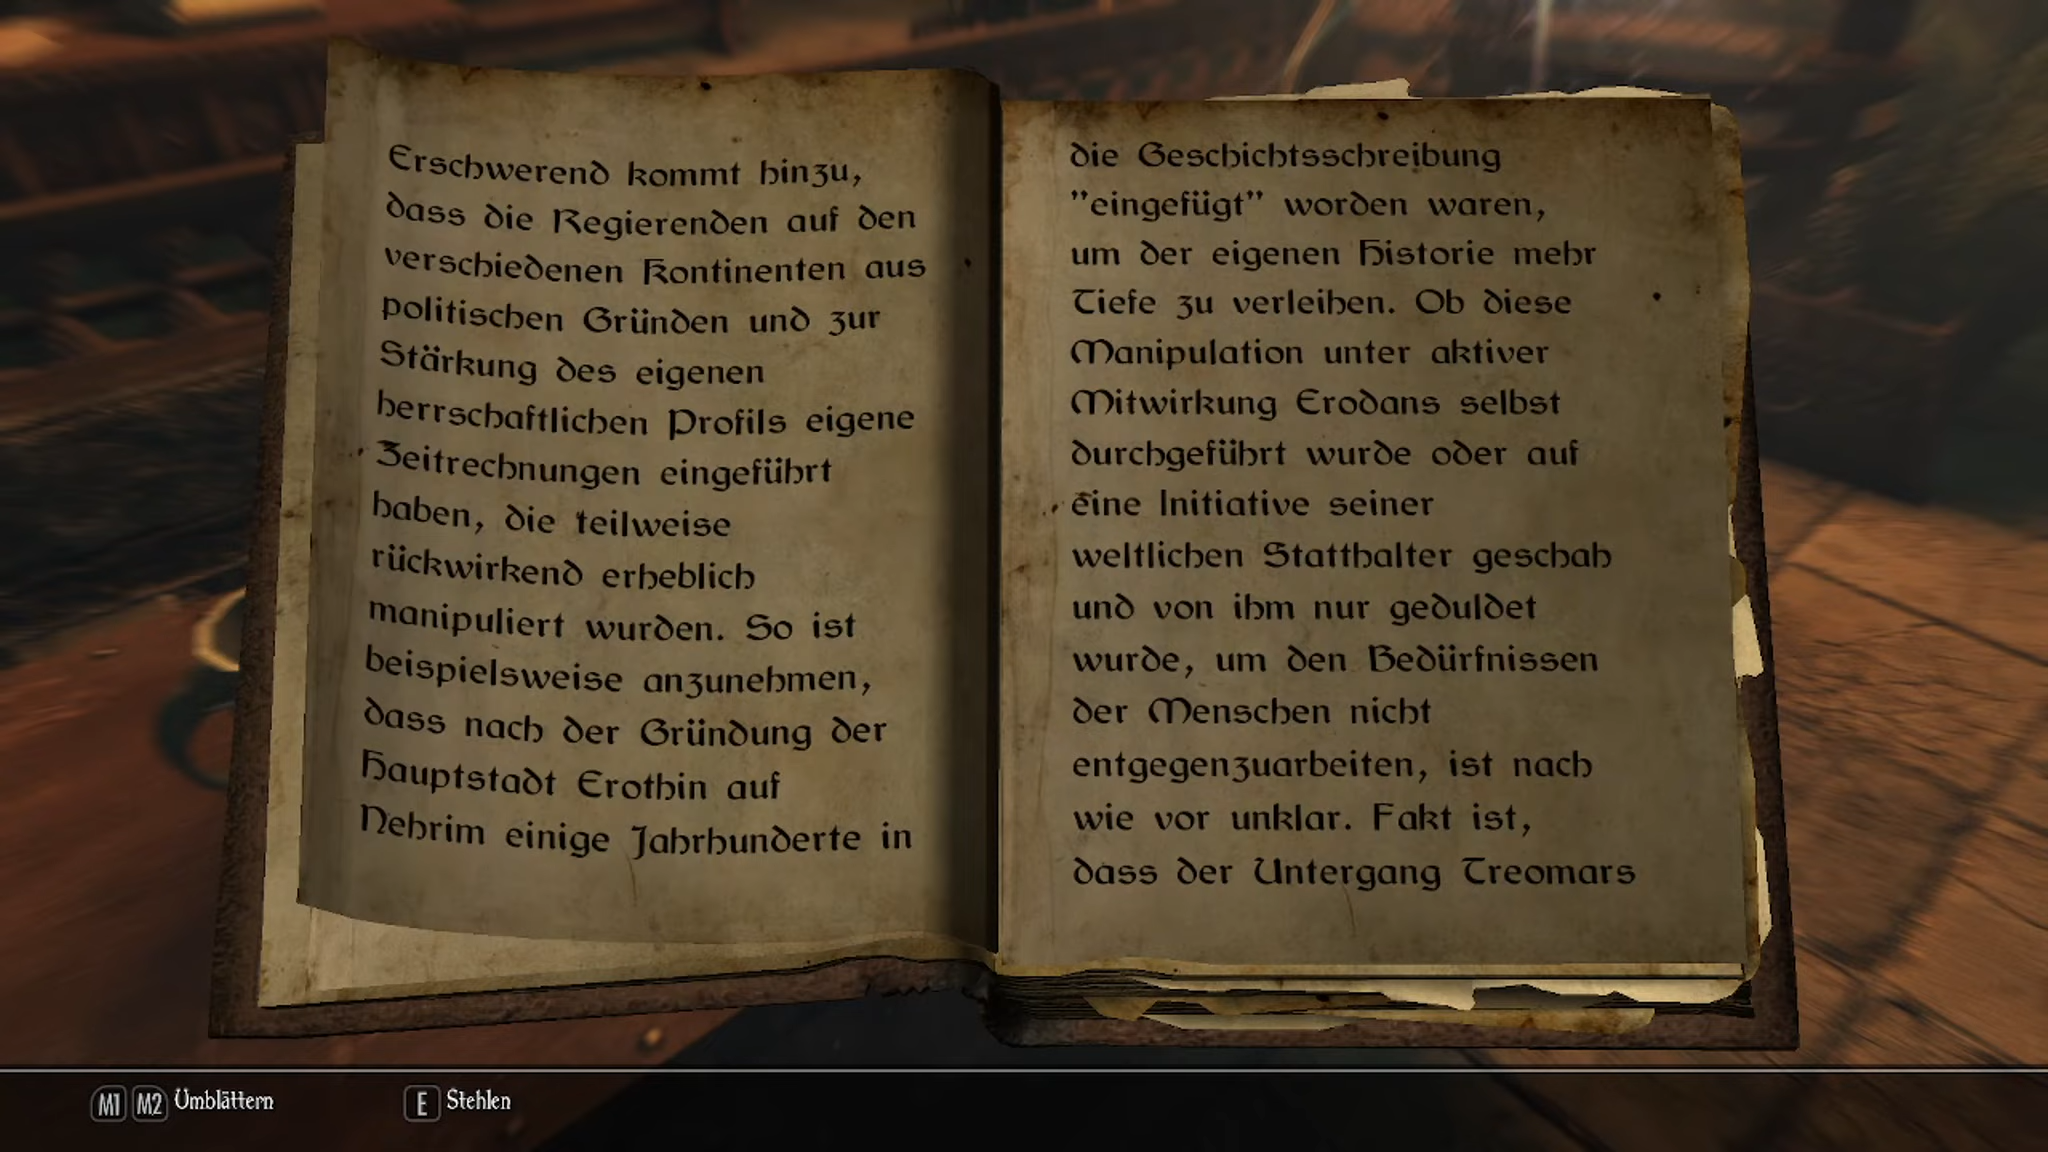 Erschwerend kommt hinzu,
dass die Regierenden auf den
verschiedenen Kontinenten aus
politischen Gründen und zur
Stärkung des eigenen
herrschaftlichen Profils eigene
Zeitrechnungen eingeführt
haben, die teilweise
rückwirkend erheblich
manipuliert wurden. So ist
beispielsweise anzunehmen,
dass nach der Gründung der
Hauptstadt Erothin auf
Nehrim einige Jahrhunderte in
die Geschichtsschreibung
"eingefügt" worden waren,
um der eigenen Historie mehr
Tiefe zu verleihen. Ob diese
Manipulation unter aktiver
Mitwirkung Erodans selbst
durchgeführt wurde oder auf
eine Initiative seiner
weltlichen Statthalter geschah
und von ihm nur geduldet
wurde, um den Bedürfnissen
der Menschen nicht
entgegenzuarbeiten, ist nach
wie vor unklar. Fakt ist,
dass der Untergang Treomars
M1 M2 Umblättern E Stehlen